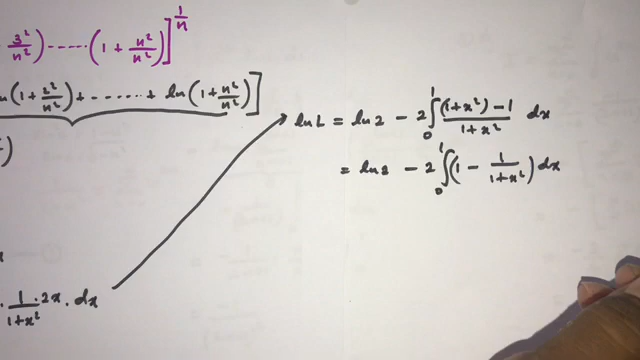 3²/n²) ----- (1 + n²/n²)]^(1/n)
(1 + 2²/n²) + ------ + ln(1 + n²/n²)]
ln L = ln 2 - 2 ∫₀¹ ((1+x²) - 1)/(1+x²) dx
= ln 2 - 2 ∫₀¹ (1 - 1/(1+x²)) dx
· 1/(1+x²) · 2x · dx